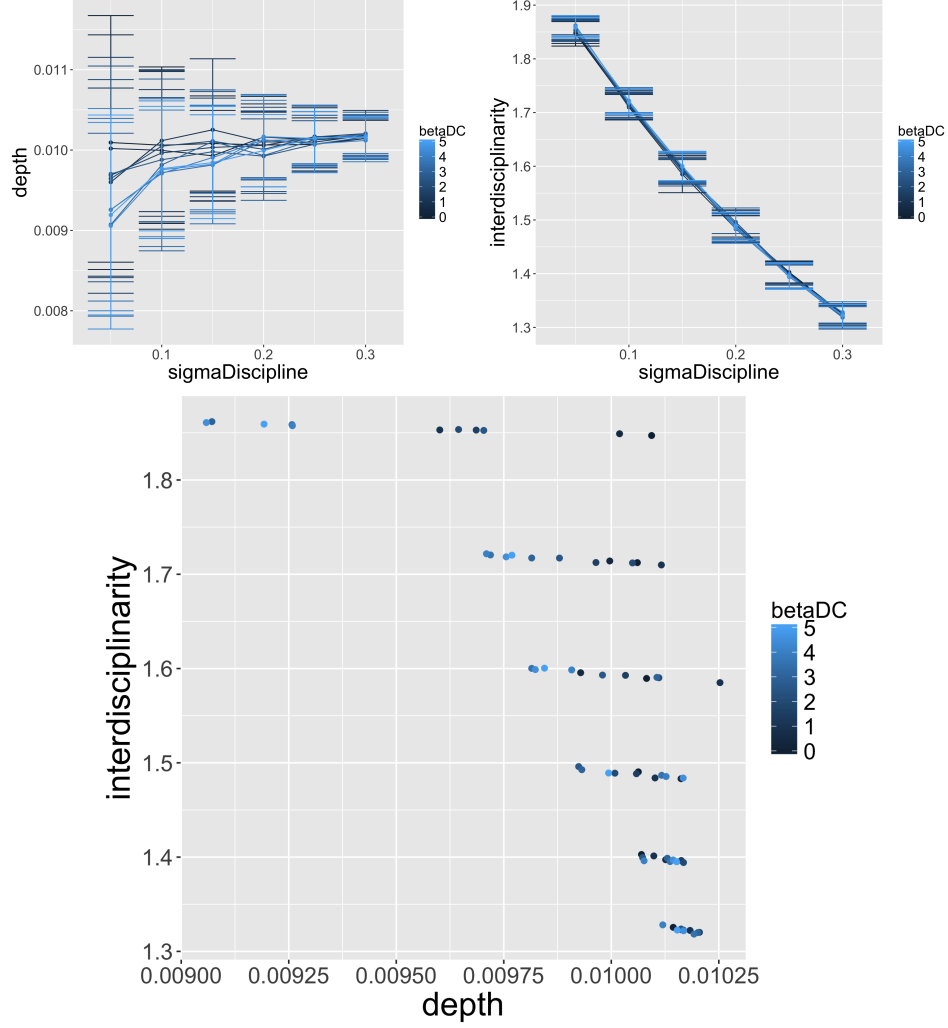 0.011
0.010
0.009
0.008
depth
0.1 0.2 0.3
sigmaDiscipline
betaDC
5
4
3
2
1
0
1.9
1.8
1.7
1.6
1.5
1.4
1.3
interdisciplinarity
0.1 0.2 0.3
sigmaDiscipline
betaDC
5
4
3
2
1
0
1.8
1.7
1.6
1.5
1.4
1.3
interdisciplinarity
0.00900 0.00925 0.00950 0.00975 0.01000 0.01025
depth
betaDC
5
4
3
2
1
0